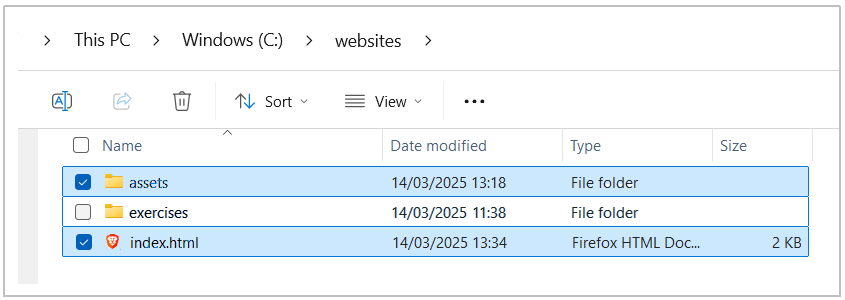 This PC Windows (C:) websites
A Sort View
Name Date modified Type Size
assets 14/03/2025 13:18 File folder
exercises 14/03/2025 11:38 File folder
index.html 14/03/2025 13:34 Firefox HTML Doc... 2 KB